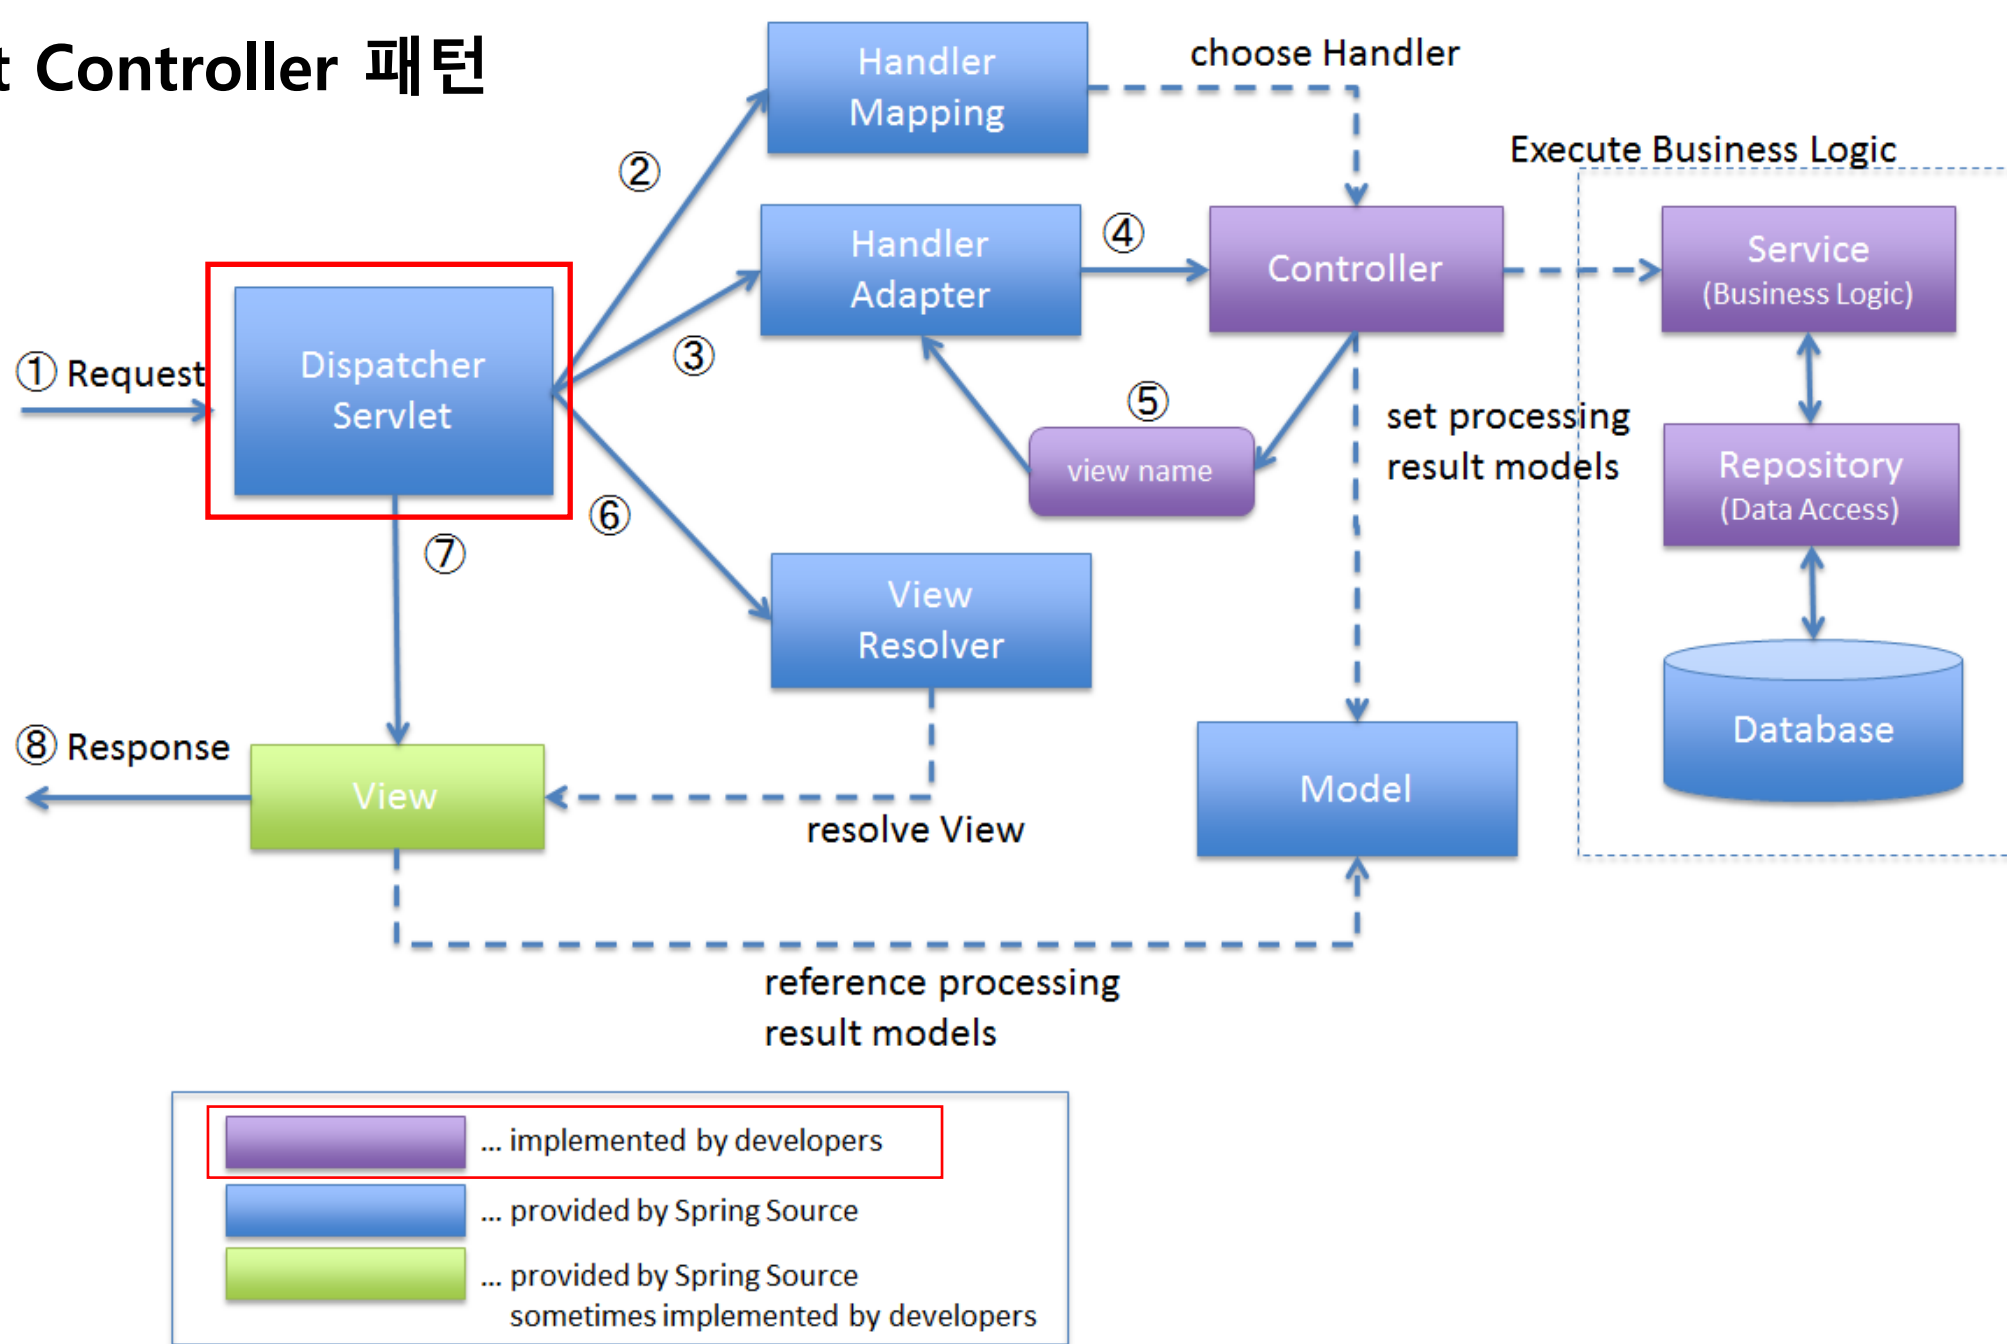 t Controller 패턴
Handler
Mapping
choose Handler
Execute Business Logic
②
Handler
Adapter
④
Controller
Service
(Business Logic)
① Request
Dispatcher
Servlet
③
⑤
view name
set processing
result models
Repository
(Data Access)
⑥
⑦
View
Resolver
Database
⑧ Response
View
resolve View
Model
reference processing
result models
... implemented by developers
... provided by Spring Source
... provided by Spring Source
sometimes implemented by developers